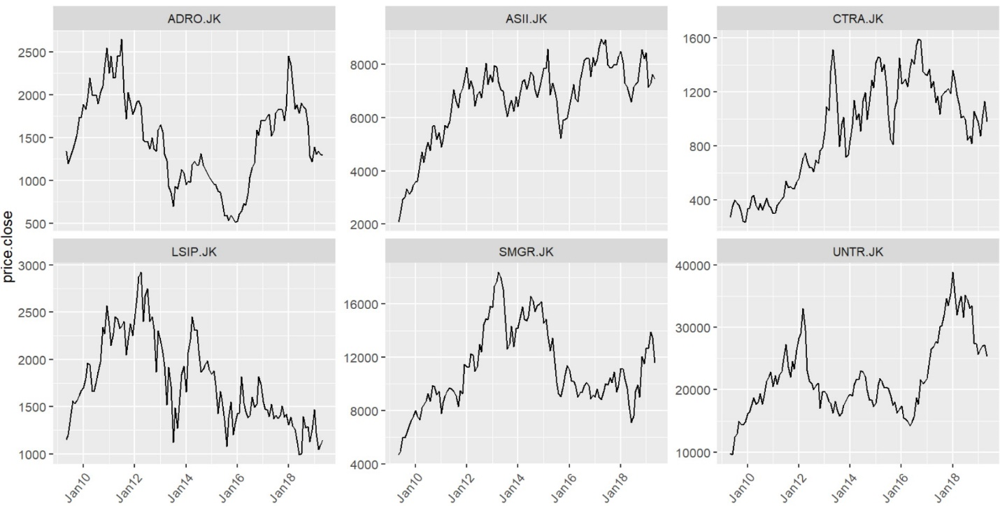 ADRO.JK
ASII.JK
CTRA.JK
2500
2000
1500
1000
500
8000
6000
4000
2000
1600
1200
800
400
price.close
LSIP.JK
SMGR.JK
UNTR.JK
3000
2500
2000
1500
1000
16000
12000
8000
4000
40000
30000
20000
10000
Jan10
Jan12
Jan14
Jan16
Jan18
Jan10
Jan12
Jan14
Jan16
Jan18
Jan10
Jan12
Jan14
Jan16
Jan18